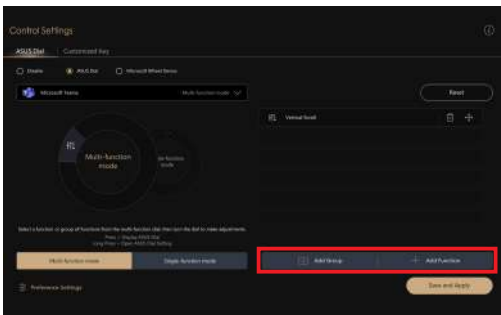 Control Settings
ASUS Dial
Customized Key
Disable
ASUS Dial
Microsoft Wheel Device
Microsoft Teams
Multi-function mode
Reset
Vertical Scroll
Multi-function
mode
mode
Select a function or group of functions from the multi-function dial, then turn the dial to make adjustments.
Press : Display ASUS Dial
Long Press : Open ASUS Dial Setting
Multi-function mode
Single-function mode
Add Group
Add Function
Preference Settings
Save and Apply